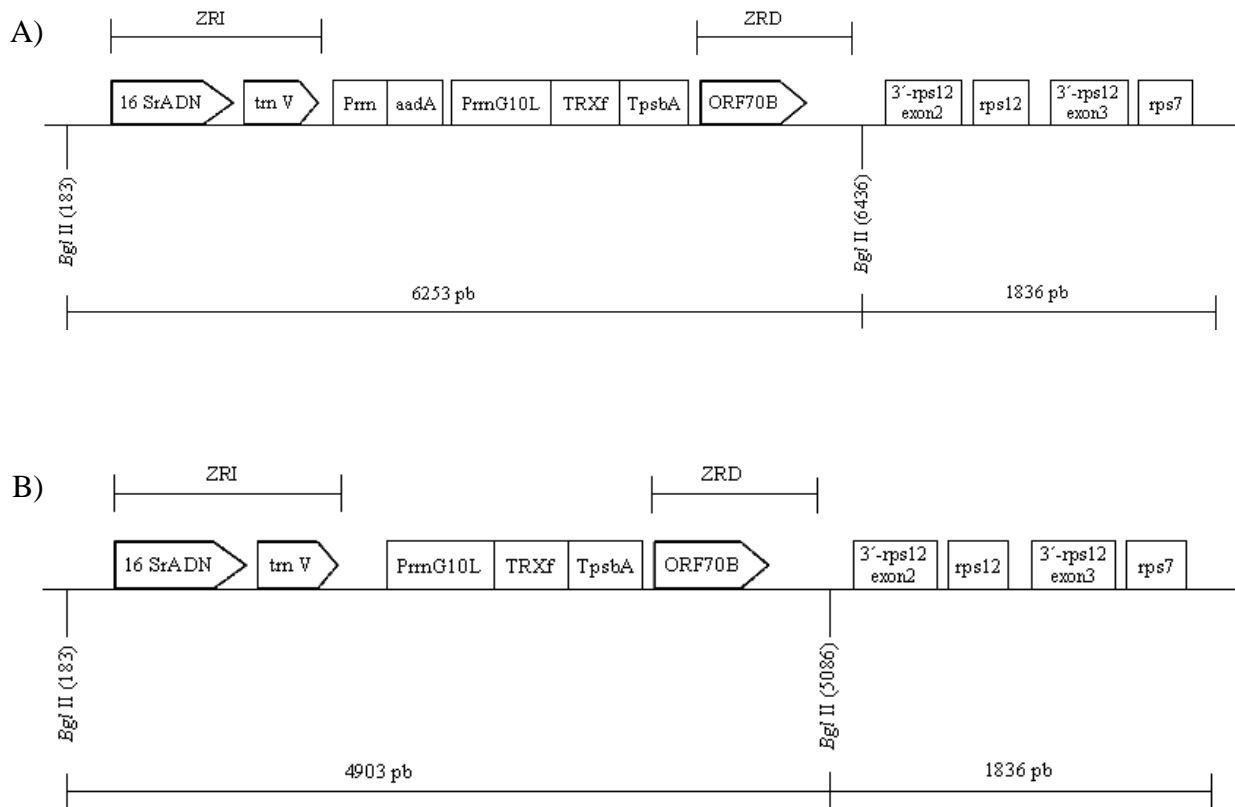 A)
ZRI
ZRD
16 SrADN
trn V
Prrn
aadA
PrrnG10L
TRXf
TpsbA
ORF70B
3´-rps12
exon2
rps12
3´-rps12
exon3
rps7
Bgl II (183)
Bgl II (6436)
6253 pb
1836 pb
B)
ZRI
ZRD
16 SrADN
trn V
PrrnG10L
TRXf
TpsbA
ORF70B
3´-rps12
exon2
rps12
3´-rps12
exon3
rps7
Bgl II (183)
Bgl II (5086)
4903 pb
1836 pb